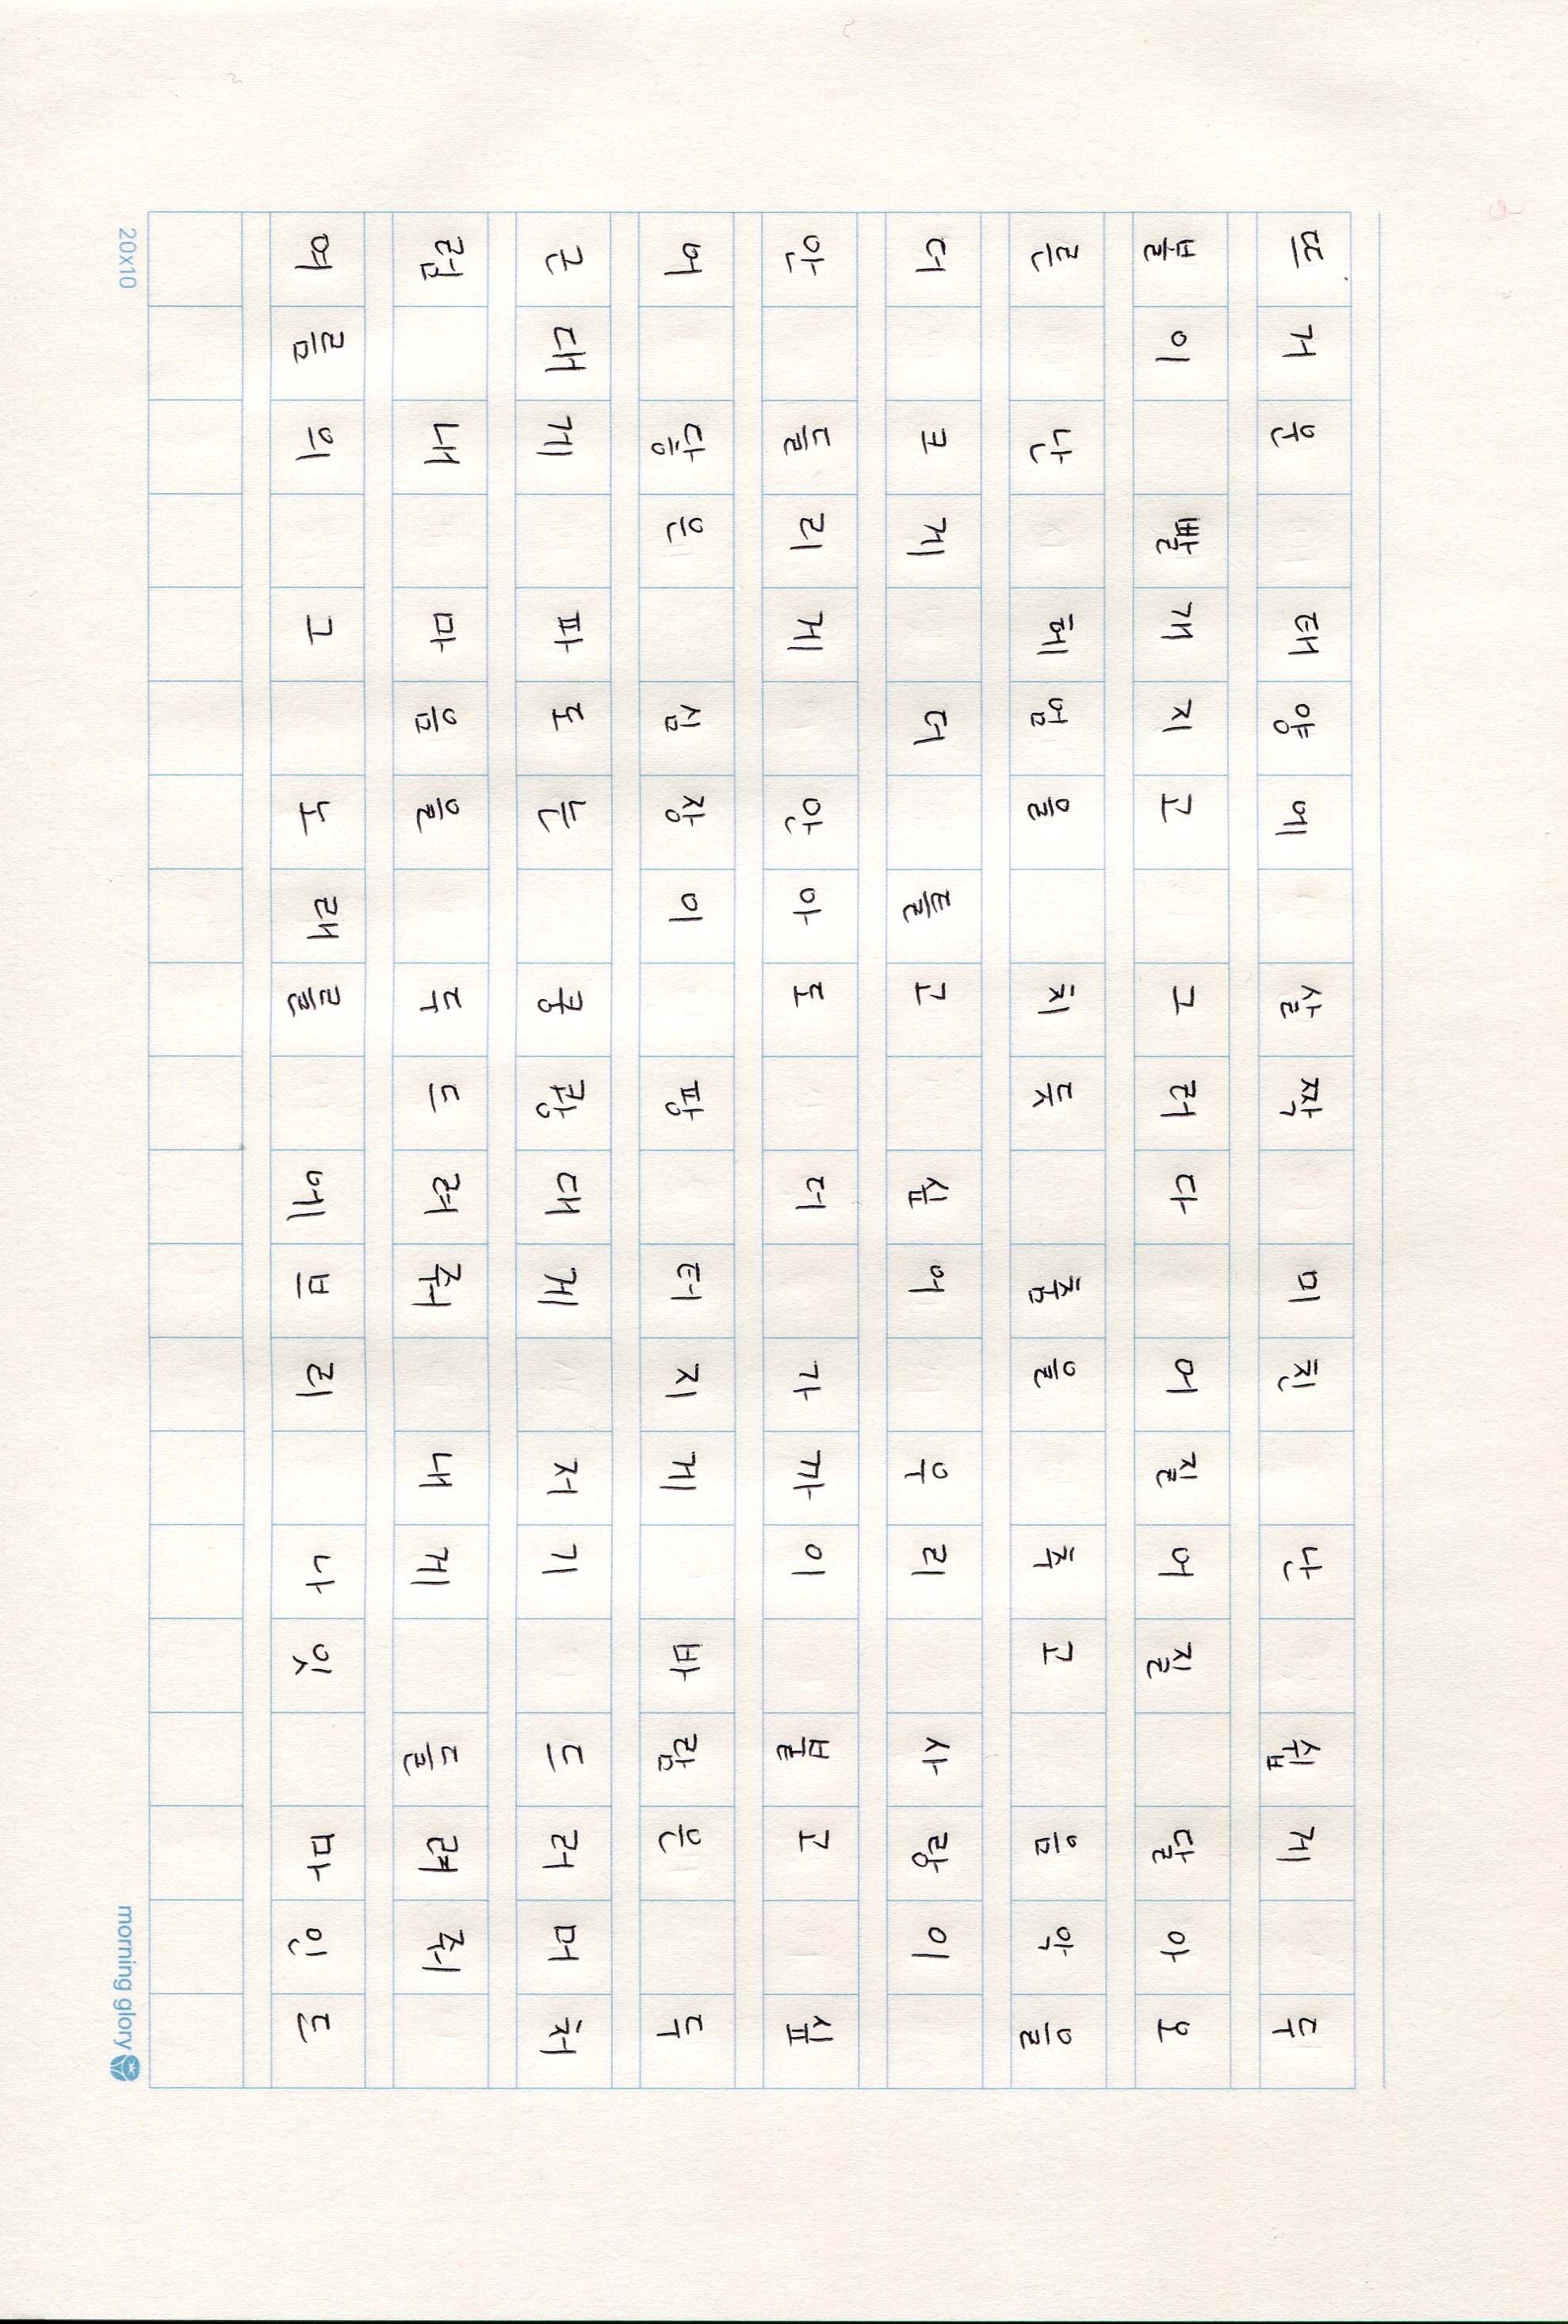 뜨거운 태양에 살짝 미친 난 쉽게 두
볼이 빨개지고 그러다 어질어질 달아오
른 난 헤엄을 치듯 춤을 추고 음악을
더 크게 더 틀고 싶어 우리 사랑이
안 들리게 안아도 더 가까이 붙고 싶
어 닿은 심장이 팡 터지게 바람은 두
근대게 파도는 쿵쾅대게 저기 드러머처
럼 내 마음을 두드려줘 내게 들려줘
여름의 그 노래를 에브리 나잇 마인드
20x10 morning glory